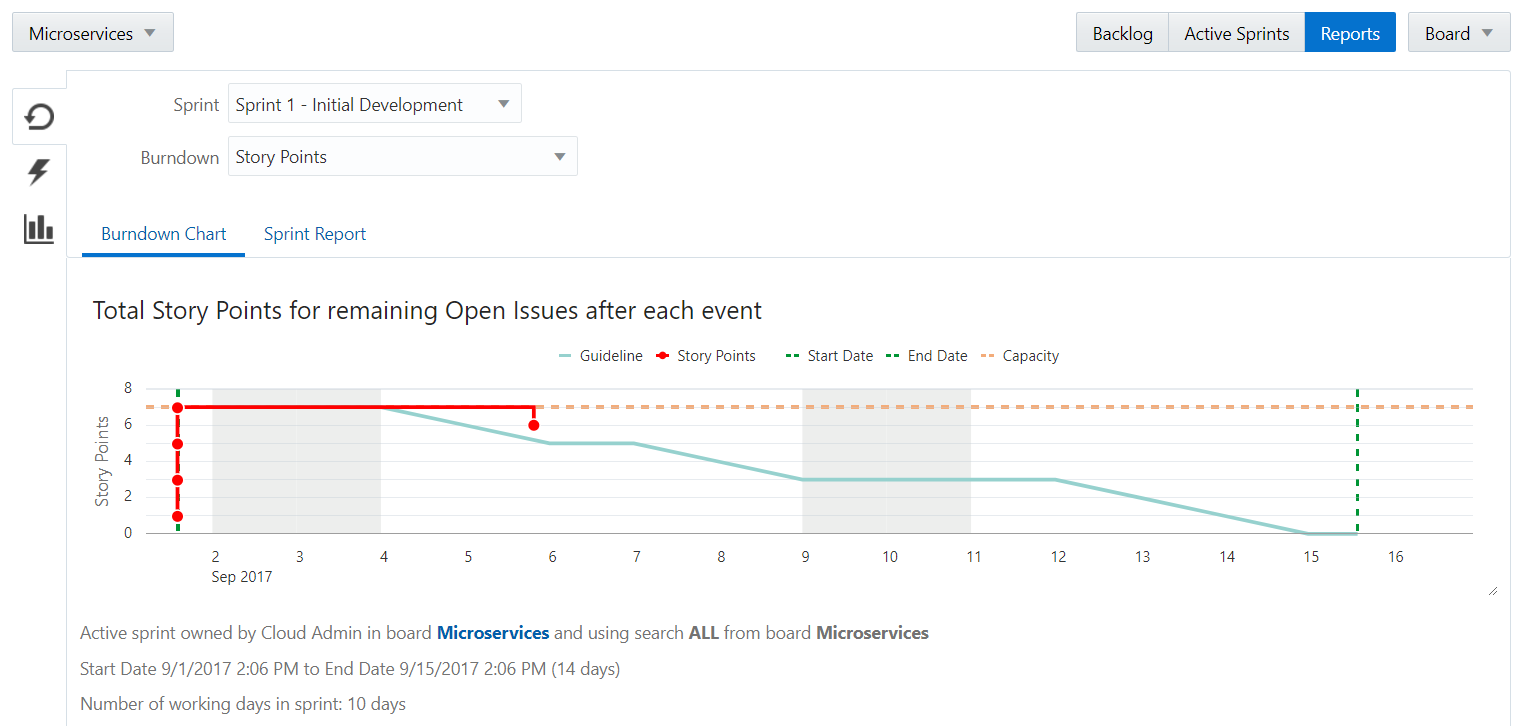 Microservices Backlog Active Sprints Reports Board
Sprint Sprint 1 - Initial Development
Burndown Story Points
Burndown Chart Sprint Report
Total Story Points for remaining Open Issues after each event
Guideline Story Points Start Date End Date Capacity
Story Points
8
6
4
2
0
2 3 4 5 6 7 8 9 10 11 12 13 14 15 16
Sep 2017
Active sprint owned by Cloud Admin in board Microservices and using search ALL from board Microservices
Start Date 9/1/2017 2:06 PM to End Date 9/15/2017 2:06 PM (14 days)
Number of working days in sprint: 10 days